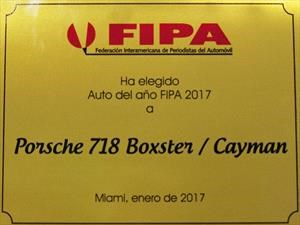 FIPA
Federación Interamericana de Periodistas del Automóvil
Ha elegido
Auto del año FIPA 2017
a
Porsche 718 Boxster / Cayman
Miami, enero de 2017